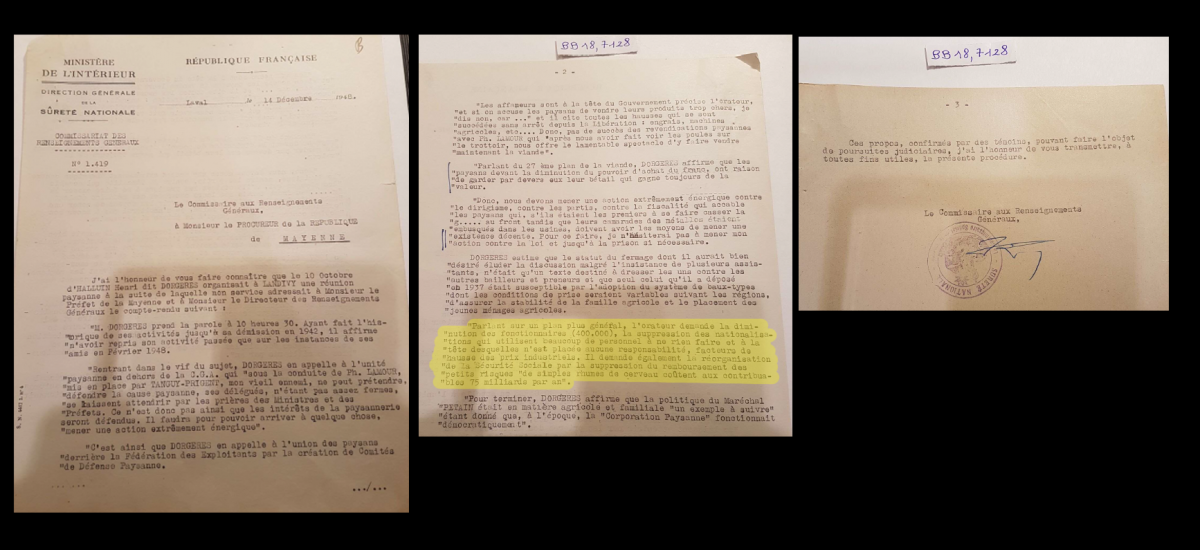 8
MINISTÈRE
DE L'INTÉRIEUR
DIRECTION GÉNÉRALE
DE LA
SÛRETÉ NATIONALE
COMMISSARIAT DES
RENSEIGNEMENTS GENERAUX
N° 1.419
RÉPUBLIQUE FRANÇAISE
Laval le 14 Décembre 1948.
Le Commissaire aux Renseignements
Généraux,
à Monsieur le PROCUREUR de la REPUBLIQUE
de MAYENNE
J'ai l'honneur de vous faire connaître que le 10 Octobre
d'HALLUIN Henri dit DORGERES organisait à LANDIVY une réunion
paysanne à la suite de laquelle mon service adressait à Monsieur le
Préfet de la Mayenne et à Monsieur le Directeur des Renseignements
Généraux le compte-rendu suivant :
"M. DORGERES prend la parole à 10 heures 30. Ayant fait l'his-
"torique de ses activités jusqu'à sa démission en 1942, il affirme
"n'avoir repris son activité passée que sur les instances de ses
"amis en Février 1948.
"Rentrant dans le vif du sujet, DORGERES en appelle à l'unité
"paysanne en dehors de la C.G.A. qui "sous la conduite de Ph. LAMOUR,
"mis en place par TANGUY-PRIGENT, mon vieil ennemi, ne peut prétendre
"défendre la cause paysanne, ses délégués, n'étant pas assez fermes,
"se laissent attendrir par les prières des Ministres et des
"Préfets. Ce n'est donc pas ainsi que les intérêts de la paysannerie
seront défendus. Il faudra pour pouvoir arriver à quelque chose,
"mener une action extrêmement énergique".
"C'est ainsi que DORGERES en appelle à l'union des paysans
"derrière la Fédération des Exploitants par la création de Comités
"de Défense Paysanne.
.../...
BB 18, 7128
- 2 -
"Les affameurs sont à la tête du Gouvernement précise l'orateur,
"et si on accuse les paysans de vendre leurs produits trop chers, je
"dis non, car ..." et il cite toutes les hausses qui se sont
"succédées sans arrêt depuis la Libération : engrais, machines
"agricoles, etc.... Donc, pas de succès des revendications paysannes
"avec Ph. LAMOUR qui "après nous avoir fait voir les poules sur
"le trottoir, nous offre le lamentable spectacle d'y faire vendre
"maintenant la viande".
"Parlant du 27 ème plan de la viande, DORGERES affirme que les
"paysans devant la diminution du pouvoir d'achat du franc, ont raison
"de garder par devers eux leur bétail qui gagne toujours de la
"valeur.
"Donc, nous devons mener une action extrêmement énergique contre
"le dirigisme, contre les partis, contre la fiscalité qui accable
"les paysans qui, s'ils étaient les premiers à se faire casser la
"g..... au front tandis que leurs camarades des métallos étaient
"embusqués dans les usines, doivent avoir les moyens de mener une
"existence décente. Pour ce faire, je n'hésiterai pas à mener mon
"action contre la loi et jusqu'à la prison si nécessaire.
DORGERES estime que le statut du fermage dont il aurait bien
"désiré éluder la discussion malgré l'insistance de plusieurs assis-
"tants, n'était qu'un texte destiné à dresser les uns contre les
"autres bailleurs et preneurs et que seul celui qu'il a déposé
"en 1937 était susceptible par l'adoption du système de baux-types
"dont les conditions de prise seraient variables suivant les régions,
"d'assurer la stabilité de la famille agricole et le placement des
"jeunes ménages agricoles.
"Parlant sur un plan plus général, l'orateur demande la dimi-
"nution des fonctionnaires (400.000), la suppression des nationalisa-
"tions qui utilisent beaucoup de personnel à ne rien faire et à la
"tête desquelles n'est placée aucune responsabilité, facteurs de
"hausse des prix industriels. Il demande également la réorganisation
"de la Sécurité Sociale par la suppression du remboursement des
"petits risques "de simples rhumes de cerveau coûtent aux contribua-
"bles 75 milliards par an".
"Pour terminer, DORGERES affirme que la politique du Maréchal
"PETAIN était en matière agricole et familiale "un exemple à suivre"
"étant donné que, à l'époque, la "Corporation Paysanne" fonctionnait
"démocratiquement".
BB 18, 7128
- 3 -
Ces propos, confirmés par des témoins, pouvant faire l'objet
de poursuites judiciaires, j'ai l'honneur de vous transmettre, à
toutes fins utiles, la présente procédure.
Le Commissaire aux Renseignements
Généraux,